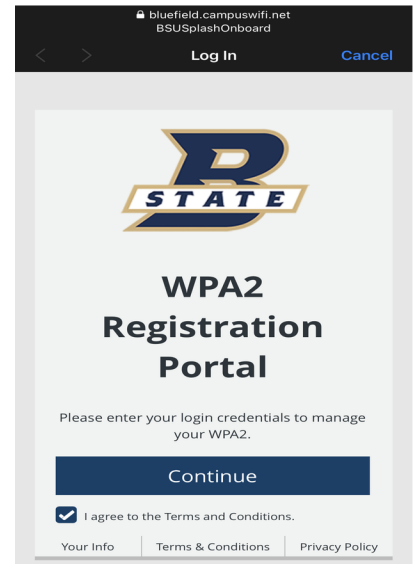 bluefield.campuswifi.net
BSUSplashOnboard
Log In
Cancel
B
STATE
WPA2
Registration
Portal
Please enter your login credentials to manage
your WPA2.
Continue
I agree to the Terms and Conditions.
Your Info
Terms & Conditions
Privacy Policy